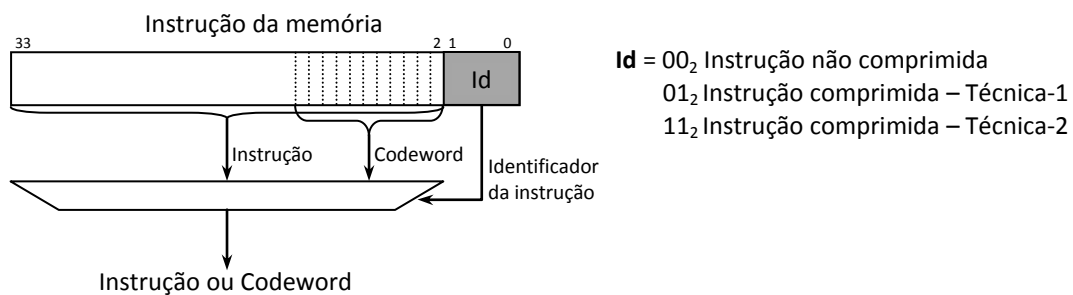 Instrução da memória
33 2 1 0
Id
Instrução
Codeword
Identificador
da instrução
Instrução ou Codeword
Id = 00₂ Instrução não comprimida
01₂ Instrução comprimida – Técnica-1
11₂ Instrução comprimida – Técnica-2